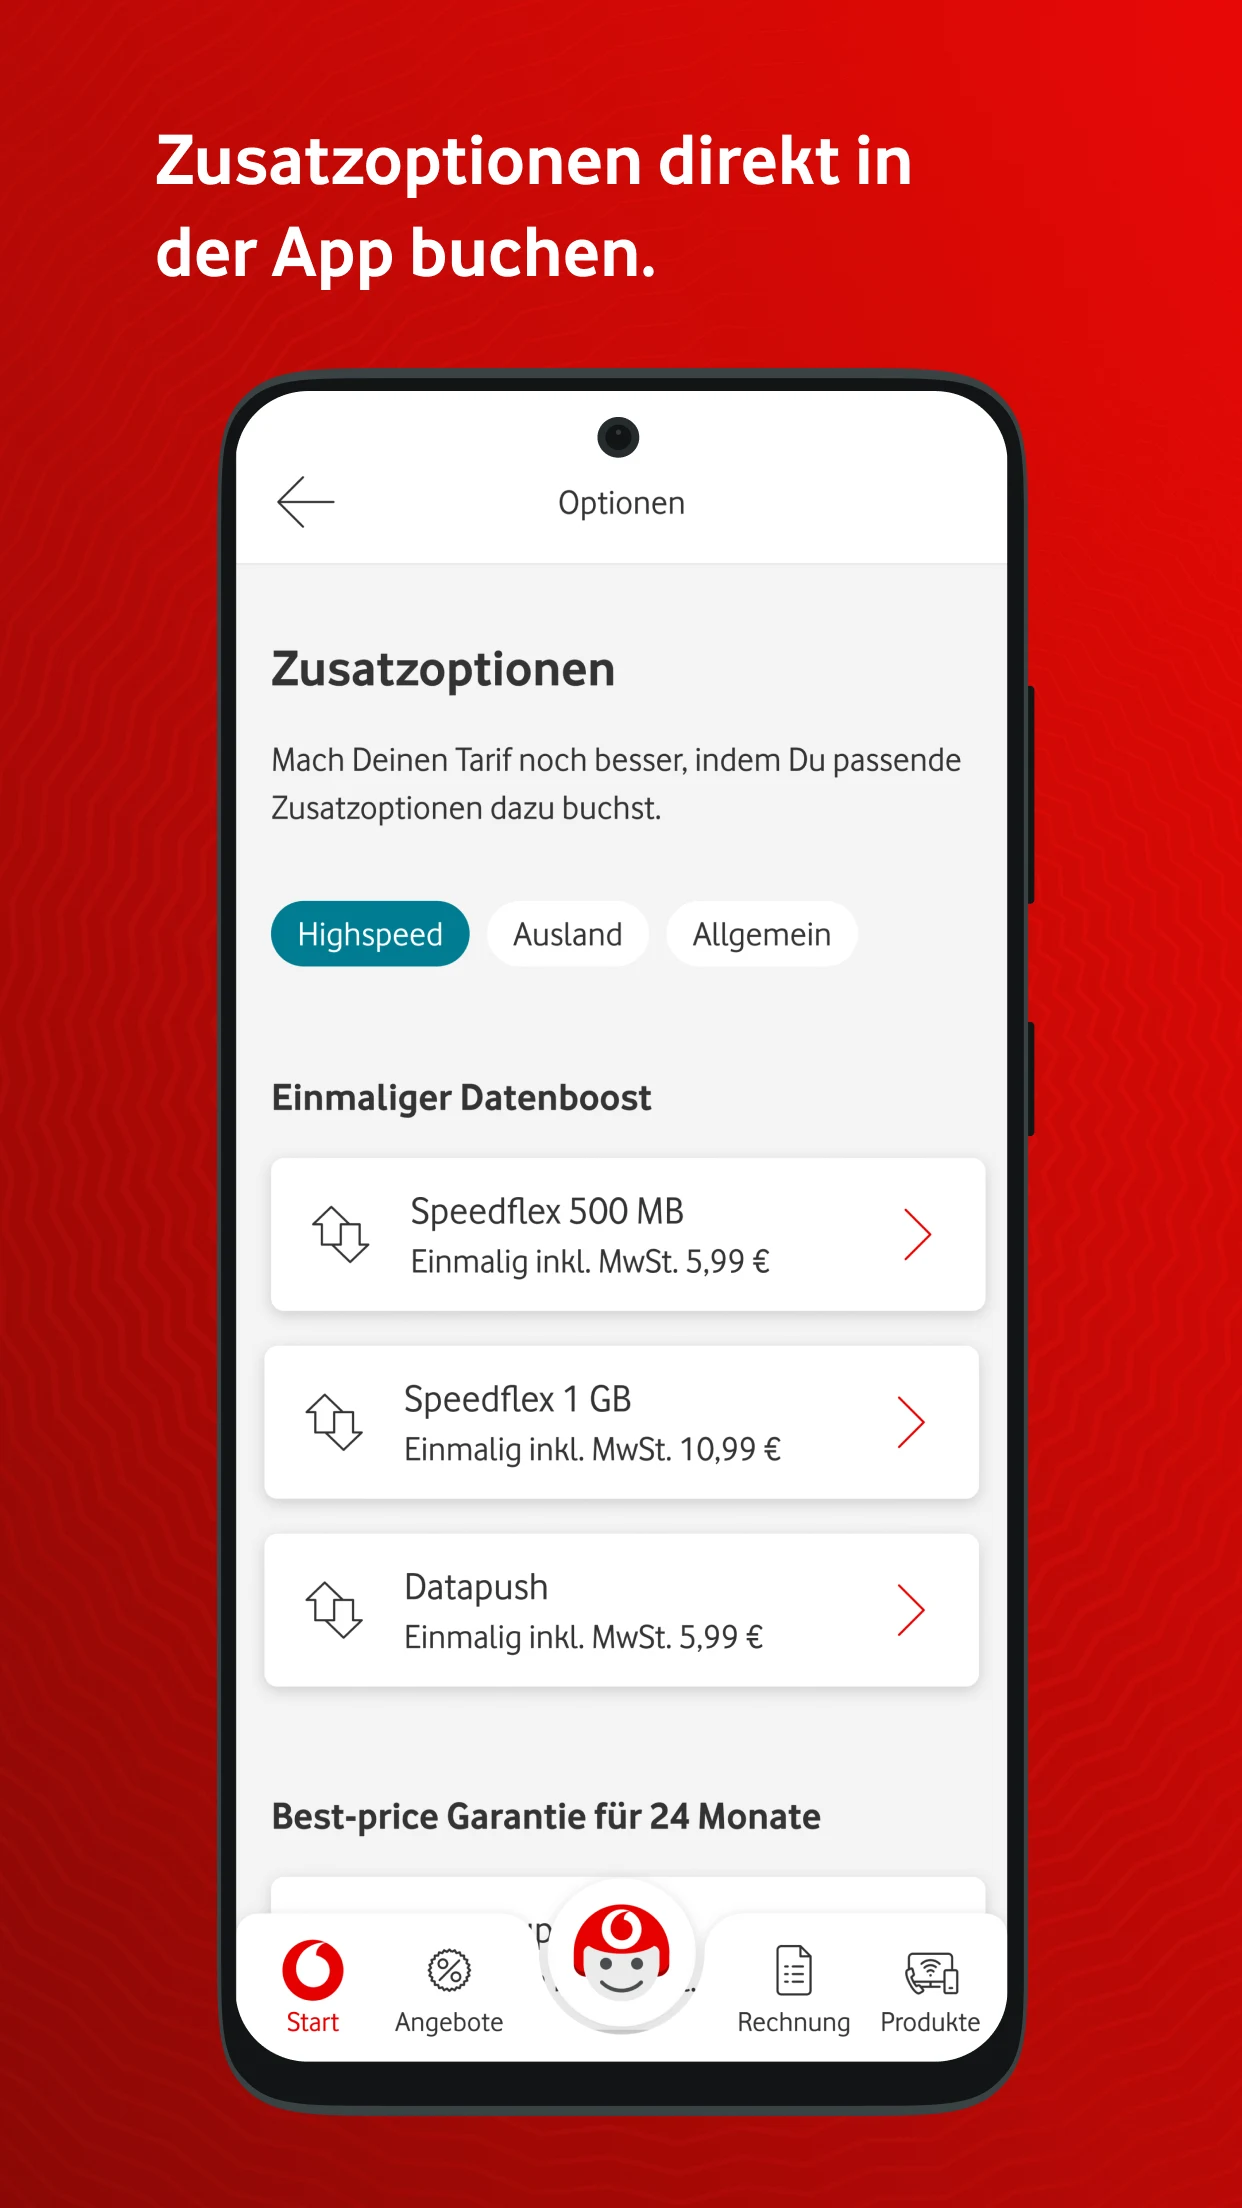 Zusatzoptionen direkt in
der App buchen.
Optionen
Zusatzoptionen
Mach Deinen Tarif noch besser, indem Du passende
Zusatzoptionen dazu buchst.
Highspeed Ausland Allgemein
Einmaliger Datenboost
Speedflex 500 MB
Einmalig inkl. MwSt. 5,99 €
Speedflex 1 GB
Einmalig inkl. MwSt. 10,99 €
Datapush
Einmalig inkl. MwSt. 5,99 €
Best-price Garantie für 24 Monate
Start Angebote Rechnung Produkte